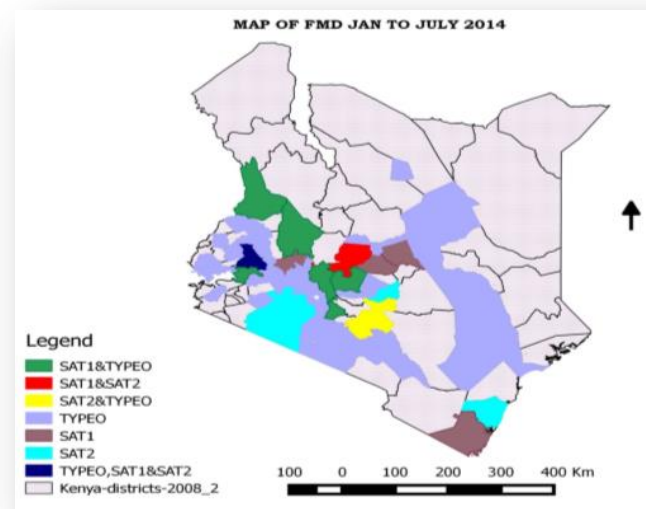 MAP OF FMD JAN TO JULY 2014
Legend
SAT1&TYPEO
SAT1&SAT2
SAT2&TYPEO
TYPEO
SAT1
SAT2
TYPEO,SAT1&SAT2
Kenya-districts-2008_2
100 0 100 200 300 400 Km